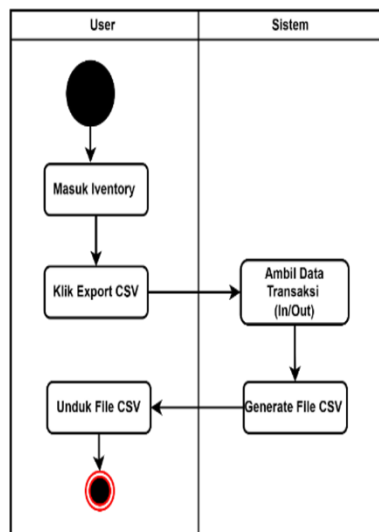 User
Sistem
Masuk Iventory
Klik Export CSV
Ambil Data
Transaksi
(In/Out)
Generate File CSV
Unduk File CSV